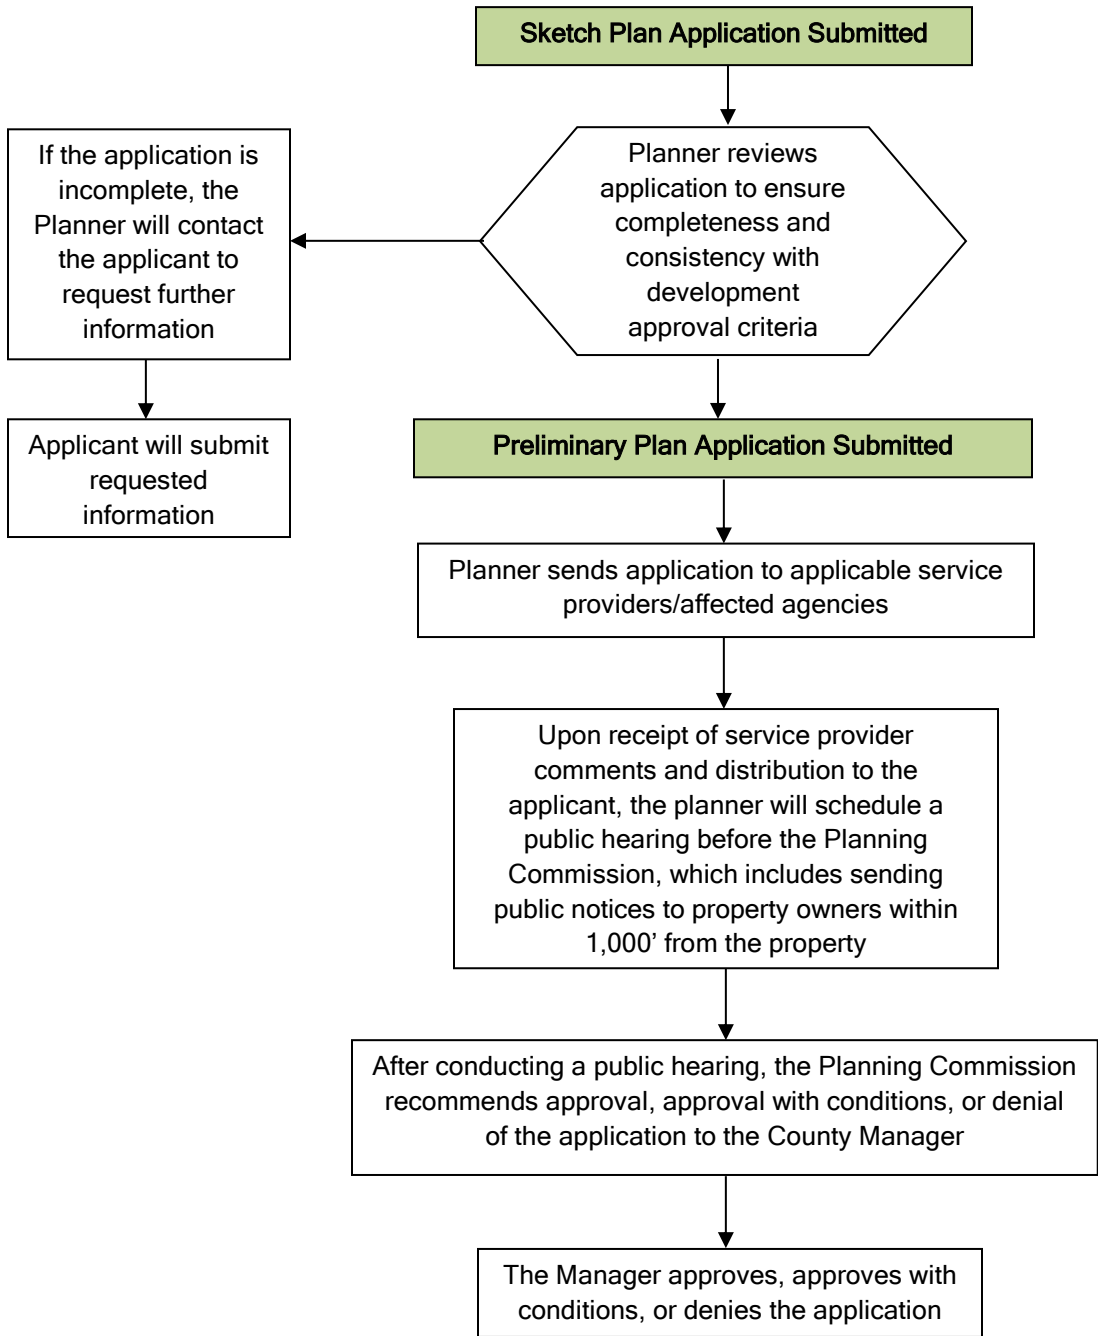 Sketch Plan Application Submitted
Planner reviews
application to ensure
completeness and
consistency with
development
approval criteria
If the application is
incomplete, the
Planner will contact
the applicant to
request further
information
Applicant will submit
requested
information
Preliminary Plan Application Submitted
Planner sends application to applicable service
providers/affected agencies
Upon receipt of service provider
comments and distribution to the
applicant, the planner will schedule a
public hearing before the Planning
Commission, which includes sending
public notices to property owners within
1,000’ from the property
After conducting a public hearing, the Planning Commission
recommends approval, approval with conditions, or denial
of the application to the County Manager
The Manager approves, approves with
conditions, or denies the application